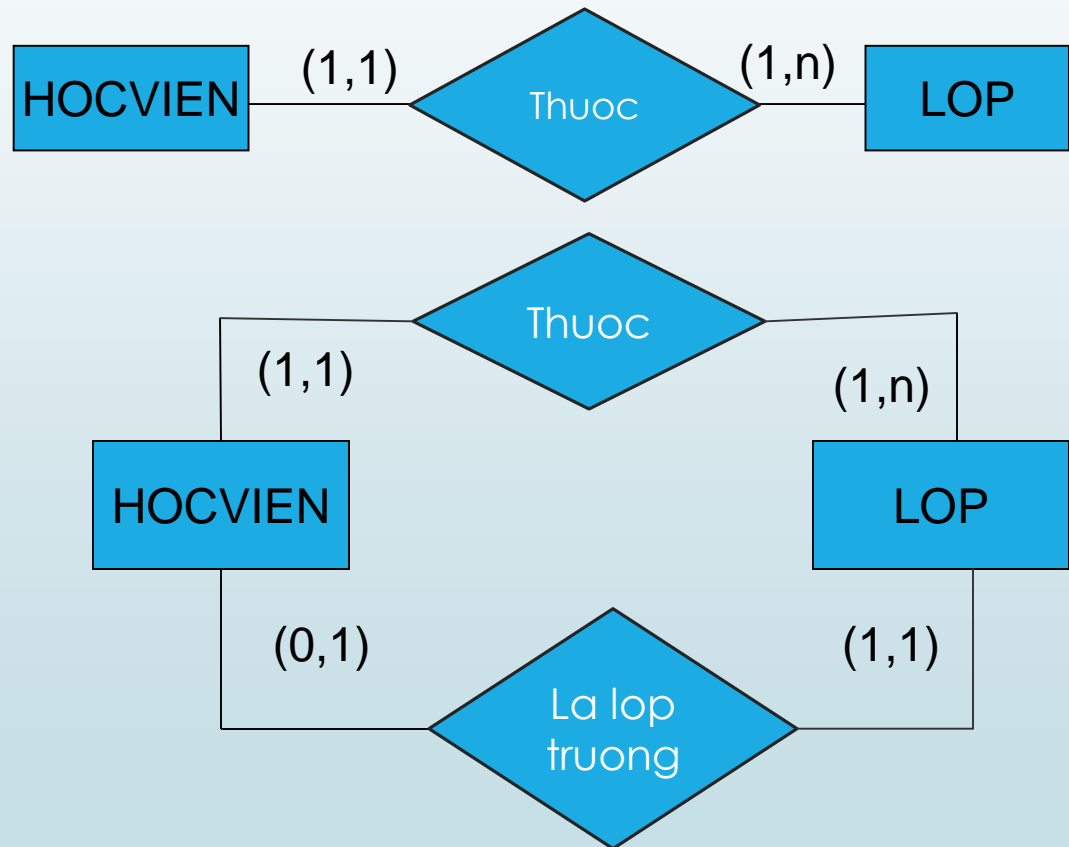 HOCVIEN
(1,1)
Thuoc
(1,n)
LOP
Thuoc
(1,1)
(1,n)
HOCVIEN
LOP
(0,1)
(1,1)
La lop
truong